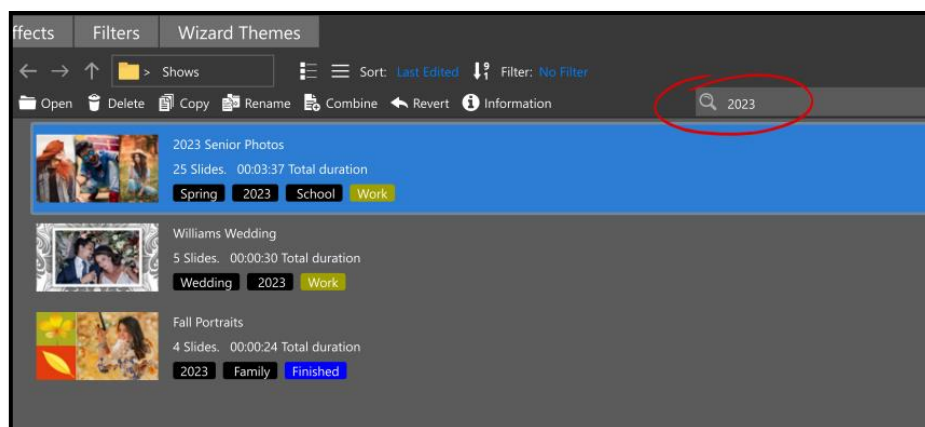 ffects Filters Wizard Themes
> Shows Sort: Last Edited 9 1 Filter: No Filter
Open Delete Copy Rename Combine Revert i Information 2023
2023 Senior Photos
25 Slides. 00:03:37 Total duration
Spring 2023 School Work
Williams Wedding
5 Slides. 00:00:30 Total duration
Wedding 2023 Work
Fall Portraits
4 Slides. 00:00:24 Total duration
2023 Family Finished